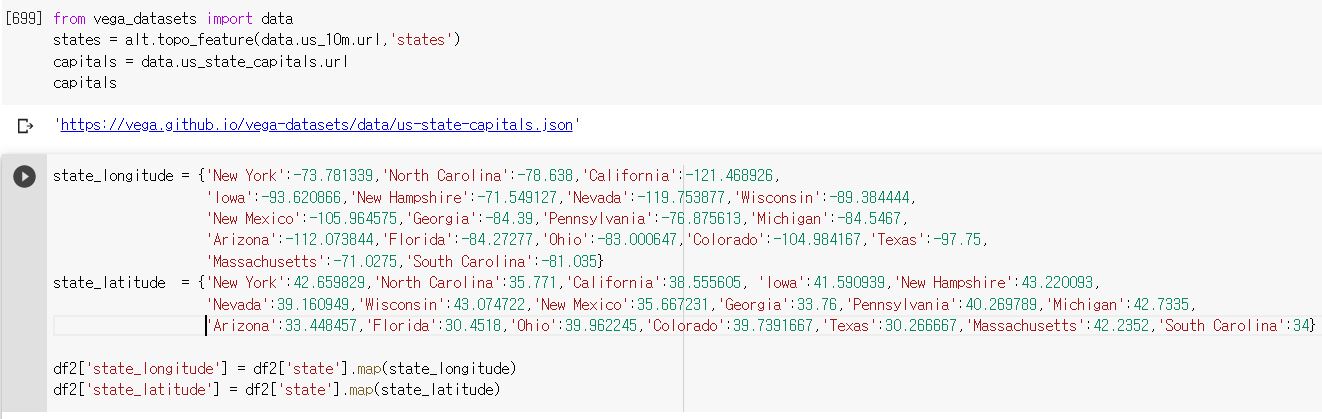 [699] from vega_datasets import data
states = alt.topo_feature(data.us_10m.url,'states')
capitals = data.us_state_capitals.url
capitals
'https://vega.github.io/vega-datasets/data/us-state-capitals.json'
state_longitude = {'New York':-73.781339,'North Carolina':-78.638,'California':-121.468926,
'Iowa':-93.620866,'New Hampshire':-71.549127,'Nevada':-119.753877,'Wisconsin':-89.384444,
'New Mexico':-105.964575,'Georgia':-84.39,'Pennsylvania':-76.875613,'Michigan':-84.5467,
'Arizona':-112.073844,'Florida':-84.27277,'Ohio':-83.000647,'Colorado':-104.984167,'Texas':-97.75,
'Massachusetts':-71.0275,'South Carolina':-81.035}
state_latitude  = {'New York':42.659829,'North Carolina':35.771,'California':38.555605, 'Iowa':41.590939,'New Hampshire':43.220093,
'Nevada':39.160949,'Wisconsin':43.074722,'New Mexico':35.667231,'Georgia':33.76,'Pennsylvania':40.269789,'Michigan':42.7335,
'Arizona':33.448457,'Florida':30.4518,'Ohio':39.962245,'Colorado':39.7391667,'Texas':30.266667,'Massachusetts':42.2352,'South Carolina':34}
df2['state_longitude'] = df2['state'].map(state_longitude)
df2['state_latitude'] = df2['state'].map(state_latitude)